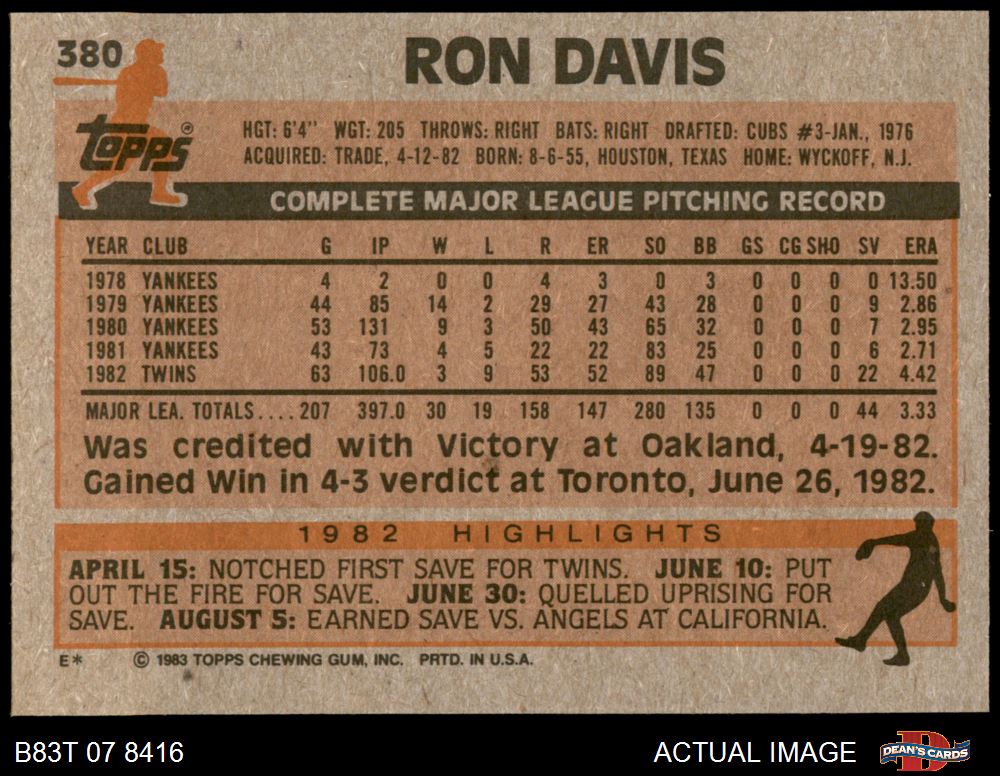 380
RON DAVIS
Topps®
HGT: 6'4" WGT: 205 THROWS: RIGHT BATS: RIGHT DRAFTED: CUBS #3-JAN., 1976
ACQUIRED: TRADE, 4-12-82 BORN: 8-6-55, HOUSTON, TEXAS HOME: WYCKOFF, N.J.
COMPLETE MAJOR LEAGUE PITCHING RECORD
YEAR CLUB G IP W L R ER SO BB GS CG SHO SV ERA
1978 YANKEES 4 2 0 0 4 3 0 3 0 0 0 0 13.50
1979 YANKEES 44 85 14 2 29 27 43 28 0 0 0 9 2.86
1980 YANKEES 53 131 9 3 50 43 65 32 0 0 0 7 2.95
1981 YANKEES 43 73 4 5 22 22 83 25 0 0 0 6 2.71
1982 TWINS 63 106.0 3 9 53 52 89 47 0 0 0 22 4.42
MAJOR LEA. TOTALS.... 207 397.0 30 19 158 147 280 135 0 0 0 44 3.33
Was credited with Victory at Oakland, 4-19-82.
Gained Win in 4-3 verdict at Toronto, June 26, 1982.
1982 HIGHLIGHTS
APRIL 15: NOTCHED FIRST SAVE FOR TWINS. JUNE 10: PUT
OUT THE FIRE FOR SAVE. JUNE 30: QUELLED UPRISING FOR
SAVE. AUGUST 5: EARNED SAVE VS. ANGELS AT CALIFORNIA.
E* © 1983 TOPPS CHEWING GUM, INC. PRTD. IN U.S.A.
B83T 07 8416 ACTUAL IMAGE D DEAN'S CARDS